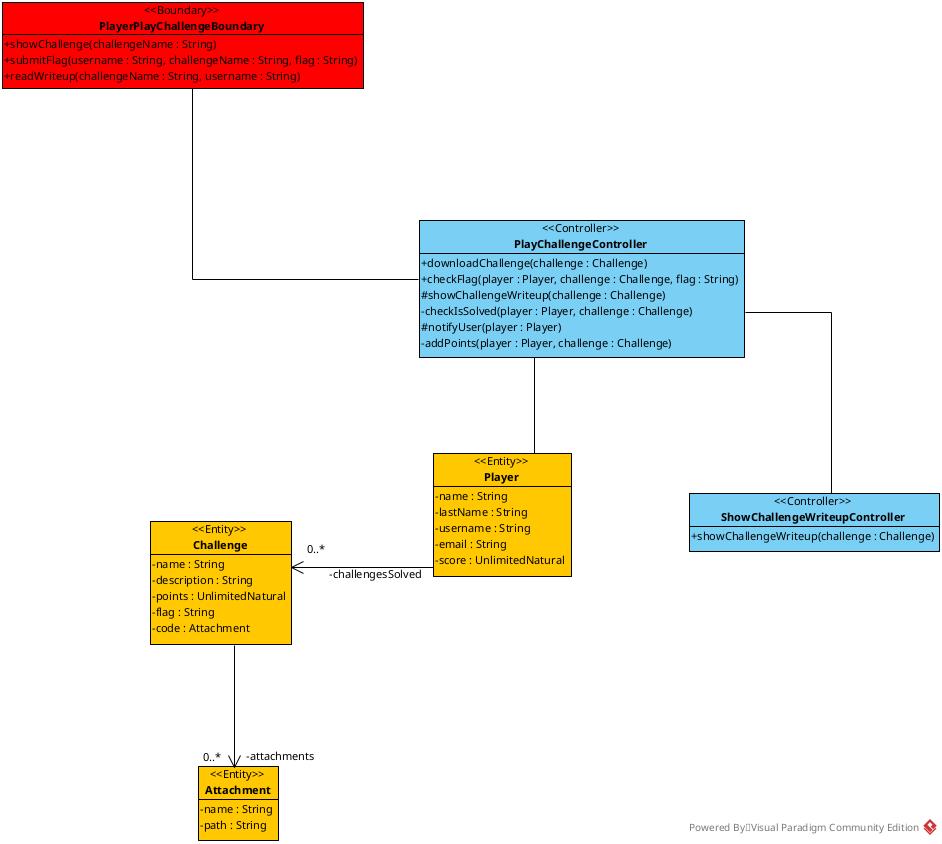 <<Boundary>>
PlayerPlayChallengeBoundary
+showChallenge(challengeName : String)
+submitFlag(username : String, challengeName : String, flag : String)
+readWriteup(challengeName : String, username : String)
<<Controller>>
PlayChallengeController
+downloadChallenge(challenge : Challenge)
+checkFlag(player : Player, challenge : Challenge, flag : String)
#showChallengeWriteup(challenge : Challenge)
-checkIsSolved(player : Player, challenge : Challenge)
#notifyUser(player : Player)
-addPoints(player : Player, challenge : Challenge)
<<Entity>>
Player
-name : String
-lastName : String
-username : String
-email : String
-score : UnlimitedNatural
<<Controller>>
ShowChallengeWriteupController
+showChallengeWriteup(challenge : Challenge)
<<Entity>>
Challenge
-name : String
-description : String
-points : UnlimitedNatural
-flag : String
-code : Attachment
0..*
-challengesSolved
0..*
-attachments
<<Entity>>
Attachment
-name : String
-path : String
Powered By Visual Paradigm Community Edition